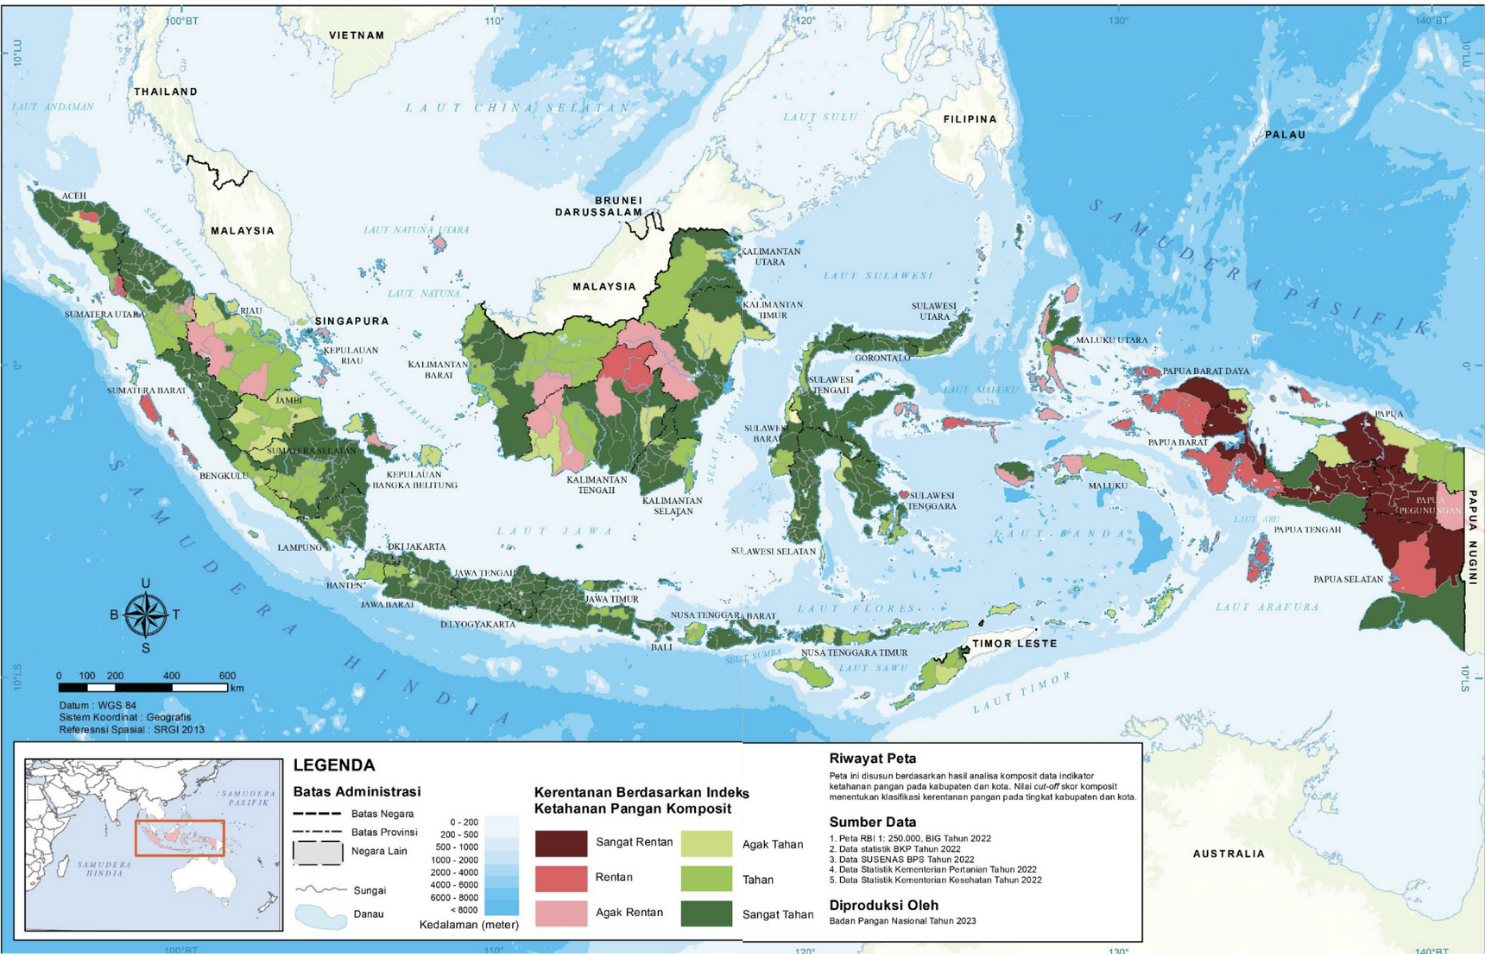 100°BT
110°
120°
130°
140°BT
10°LU
10°LU
VIETNAM
THAILAND
LAUT ANDAMAN
LAUT CHINA SELATAN
LAUT SULU
FILIPINA
PALAU
ACEH
SELAT MALAKA
MALAYSIA
LAUT NATUNA UTARA
BRUNEI
DARUSSALAM
KALIMANTAN
UTARA
SAMUDERA PASIFIK
LAUT SULAWESI
MALAYSIA
LAUT NATUNA
SUMATERA UTARA
RIAU
SINGAPURA
KALIMANTAN
TIMUR
SULAWESI
UTARA
KEPULAUAN
RIAU
MALUKU UTARA
GORONTALO
0°
0°
KALIMANTAN
BARAT
PAPUA BARAT DAYA
SUMATERA BARAT
SELAT KARIMATA
SULAWESI
TENGAH
LAUT MALUKU
JAMBI
PAPUA
SULAWESI
BARAT
PAPUA BARAT
SUMATERA SELATAN
BENGKULU
KEPULAUAN
BANGKA BELITUNG
KALIMANTAN
TENGAH
MALUKU
KALIMANTAN
SELATAN
SULAWESI
TENGGARA
PAPUA
PEGUNUNGAN
PAPUA NUGINI
LAUT JAWA
LAUT BANDA
LAUT ARU
PAPUA TENGAH
LAMPUNG
DKI JAKARTA
SULAWESI SELATAN
JAWA TENGAH
BANTEN
PAPUA SELATAN
JAWA BARAT
JAWA TIMUR
D.I.YOGYAKARTA
NUSA TENGGARA BARAT
LAUT FLORES
LAUT ARAFURA
BALI
SELAT SUMBA
NUSA TENGGARA TIMUR
TIMOR LESTE
LAUT SAWU
LAUT TIMOR
SAMUDERA HINDIA
U
B
T
S
10°LS
10°LS
0 100 200 400 600
km
Datum : WGS 84
Sistem Koordinat : Geografis
Referesnsi Spasial : SRGI 2013
SAMUDERA
PASIFIK
SAMUDERA
HINDIA
LEGENDA
Batas Administrasi
Batas Negara
Batas Provinsi
Negara Lain
Sungai
Danau
0 - 200
200 - 500
500 - 1000
1000 - 2000
2000 - 4000
4000 - 6000
6000 - 8000
< 8000
Kedalaman (meter)
Kerentanan Berdasarkan Indeks
Ketahanan Pangan Komposit
Sangat Rentan
Rentan
Agak Rentan
Agak Tahan
Tahan
Sangat Tahan
Riwayat Peta
Peta ini disusun berdasarkan hasil analisa komposit data indikator
ketahanan pangan pada kabupaten dan kota. Nilai cut-off skor komposit
menentukan klasifikasi kerentanan pangan pada tingkat kabupaten dan kota.
Sumber Data
1. Peta RBI 1: 250.000, BIG Tahun 2022
2. Data statistik BKP Tahun 2022
3. Data SUSENAS BPS Tahun 2022
4. Data Statistik Kementerian Pertanian Tahun 2022
5. Data Statistik Kementerian Kesehatan Tahun 2022
Diproduksi Oleh
Badan Pangan Nasional Tahun 2023
AUSTRALIA
100°BT
110°
120°
130°
140°BT